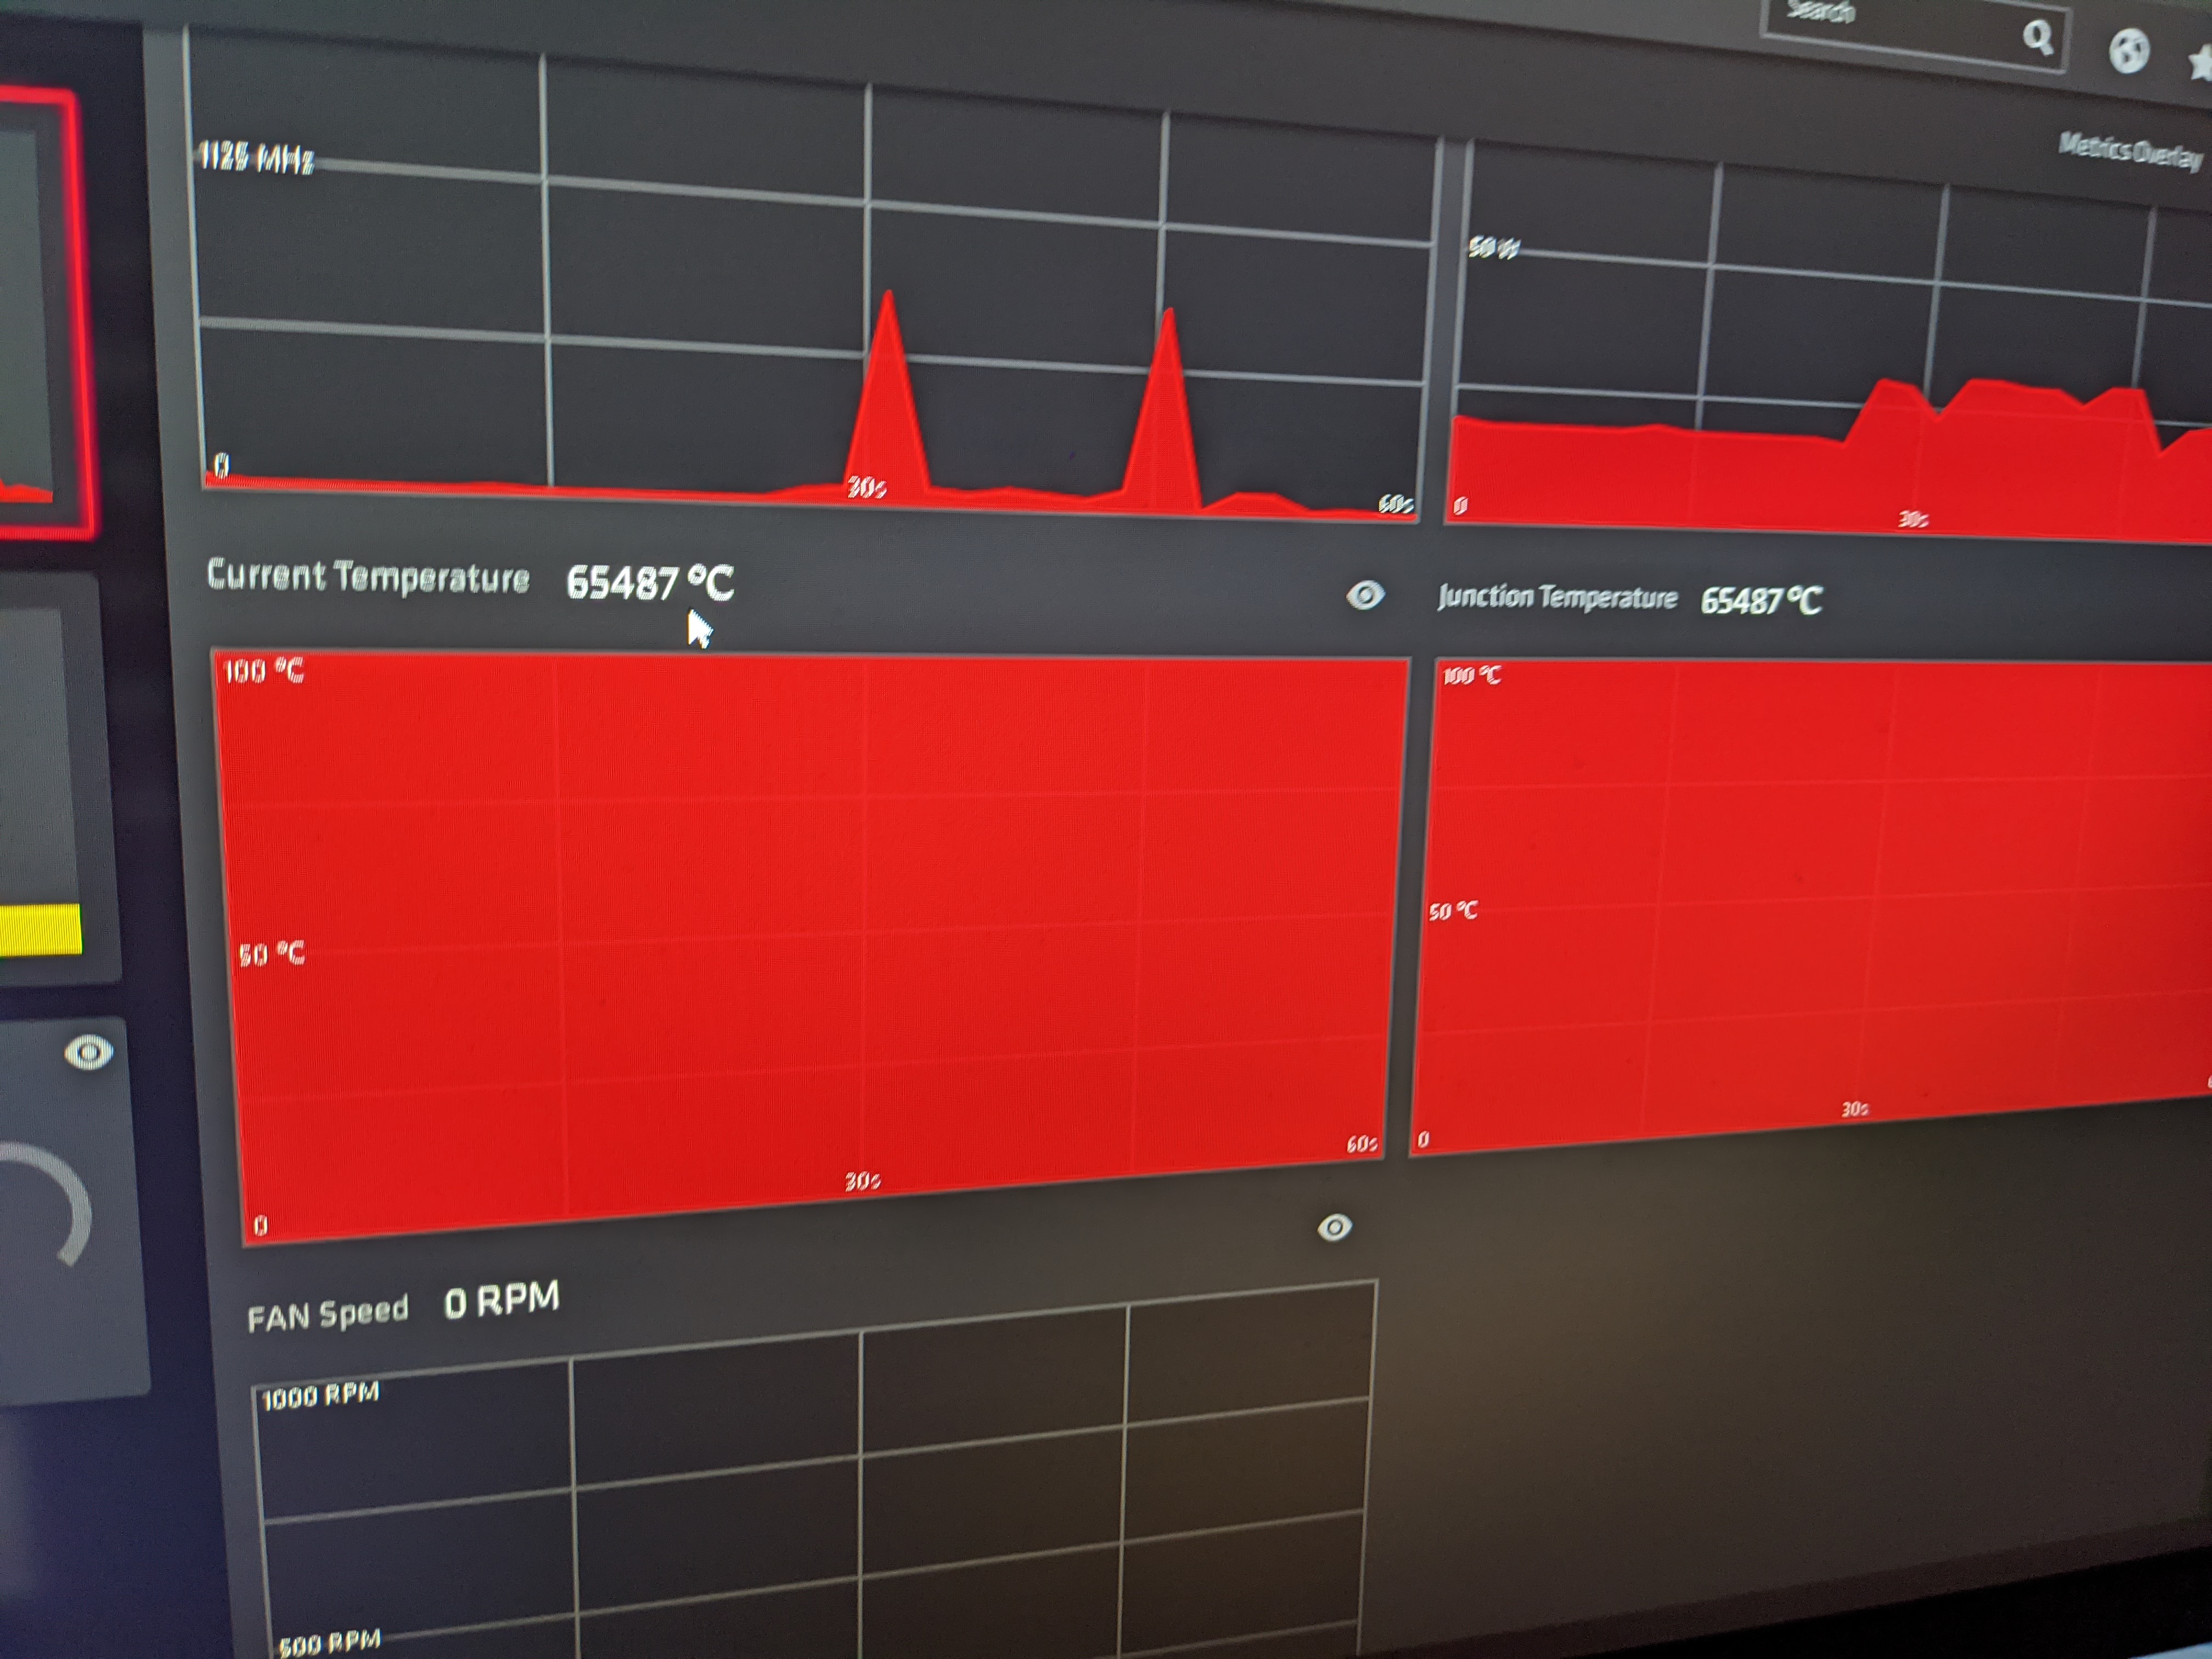 Search
Metrics Overlay
1125 MHz
0
30s
60s
50 W
0
30s
Current Temperature 65487 °C
100 °C
50 °C
0
30s
60s
Junction Temperature 65487 °C
100 °C
50 °C
0
30s
FAN Speed 0 RPM
1000 RPM
500 RPM